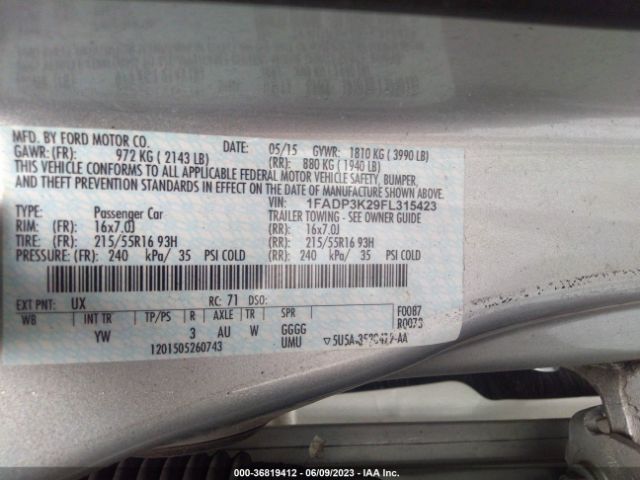 MFD. BY FORD MOTOR CO. DATE: 05/15 GVWR: 1810 KG ( 3990 LB)
GAWR: (FR): 972 KG ( 2143 LB) (RR): 880 KG ( 1940 LB)
THIS VEHICLE CONFORMS TO ALL APPLICABLE FEDERAL MOTOR VEHICLE SAFETY, BUMPER,
AND THEFT PREVENTION STANDARDS IN EFFECT ON THE DATE OF MANUFACTURE SHOWN ABOVE.
VIN: 1FADP3K29FL315423
TYPE: Passenger Car TRAILER TOWING - SEE OWNER GUIDE
RIM: (FR): 16x7.0J (RR): 16x7.0J
TIRE: (FR): 215/55R16 93H (RR): 215/55R16 93H
PRESSURE: (FR): 240 kPa/ 35 PSI COLD (RR): 240 kPa/ 35 PSI COLD
EXT PNT: UX RC: 71 DSO: F0087
WB INT TR TP/PS R AXLE TR SPR R0073
YW 3 AU W GGGG
1201505260743 UMU
000-36819412 - 06/09/2023 - IAA Inc.